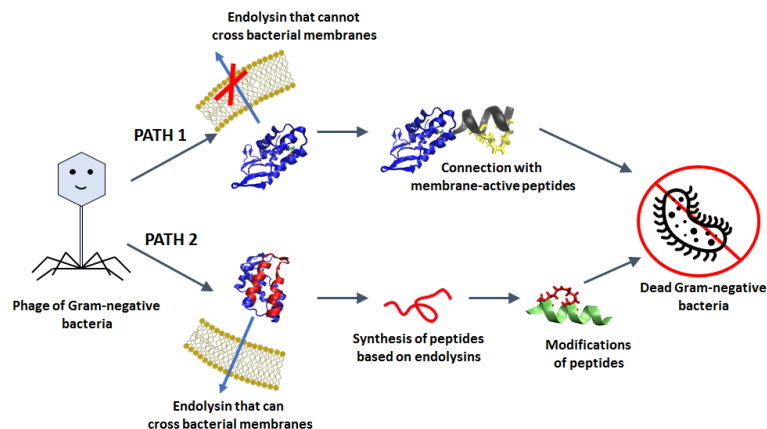 Endolysin that cannot
cross bacterial membranes
PATH 1
Connection with
membrane-active peptides
PATH 2
Phage of Gram-negative
bacteria
Dead Gram-negative
bacteria
Synthesis of peptides
based on endolysins
Modifications
of peptides
Endolysin that can
cross bacterial membranes